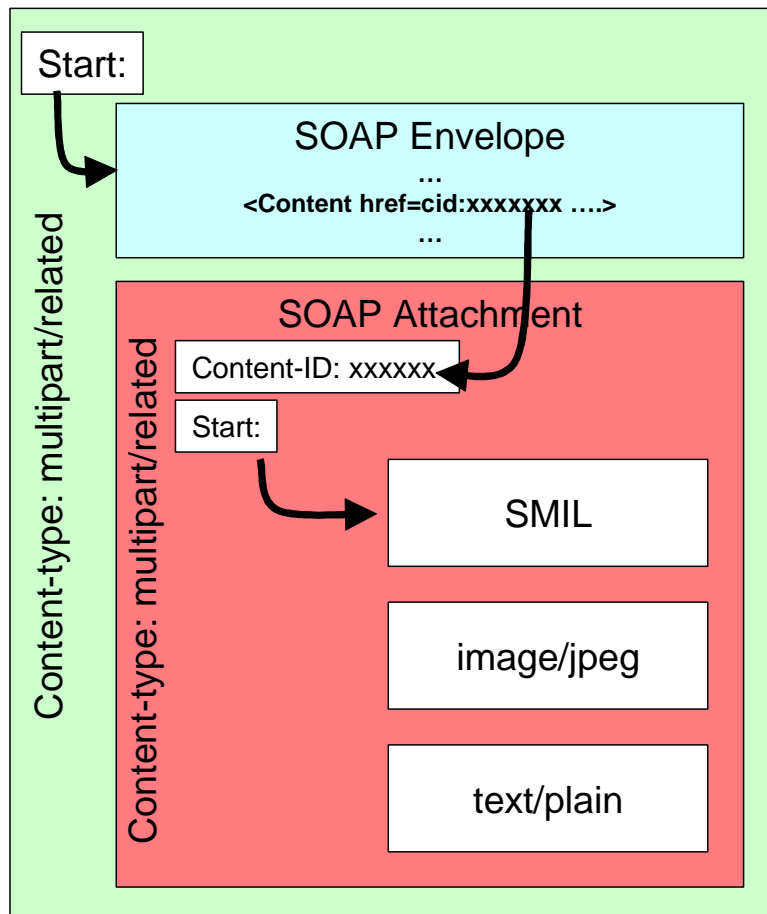 Start:
SOAP Envelope
...
<Content href=cid:xxxxxxx ....>
...
Content-type: multipart/related
SOAP Attachment
Content-type: multipart/related
Content-ID: xxxxxx
Start:
SMIL
image/jpeg
text/plain